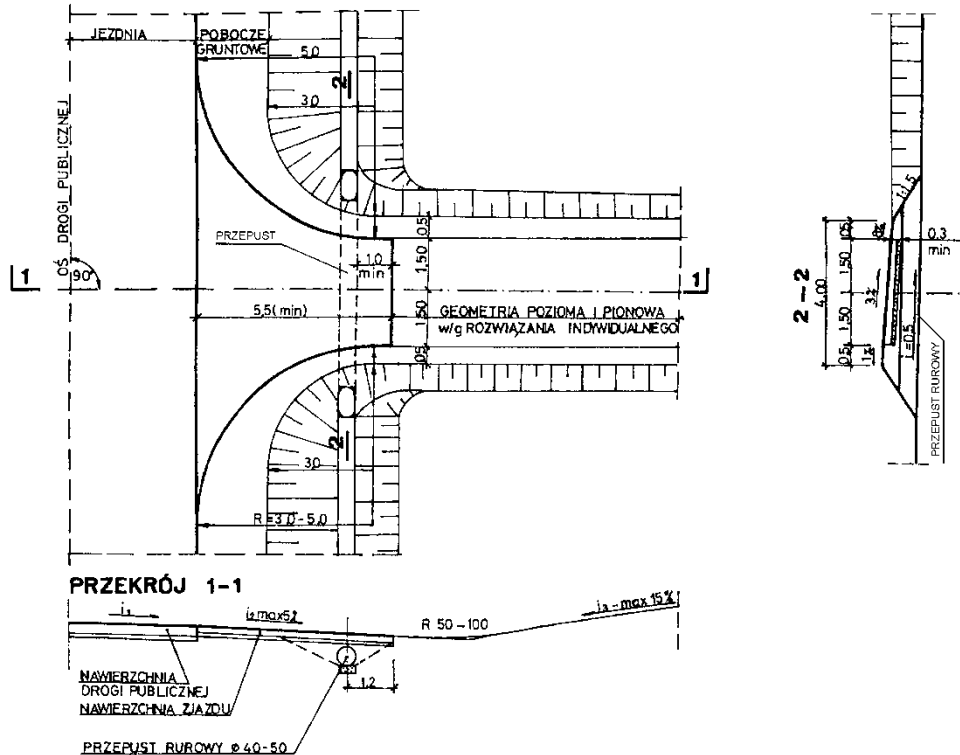 JEZDNIA
POBOCZE
GRUNTOWE
5,0
2
3,0
OŚ DROGI PUBLICZNEJ
90°
PRZEPUST
1,0
min
0,5
1,50
1
1
5,5(min)
GEOMETRIA POZIOMA I PIONOWA
w/g ROZWIĄZANIA INDYWIDUALNEGO
1,50
0,5
2
3,0
R=3,0-5,0
1:1,5
0,3
min
2-2
4,00
0,5
1,50
1,50
0,5
3%
PRZEPUST RUROWY
PRZEKRÓJ 1-1
i₁
i₂ max5%
R 50-100
i₃-max 15%
1,2
NAWIERZCHNIA
DROGI PUBLICZNEJ
NAWIERZCHNIA ZJAZDU
PRZEPUST RUROWY ø 40-50